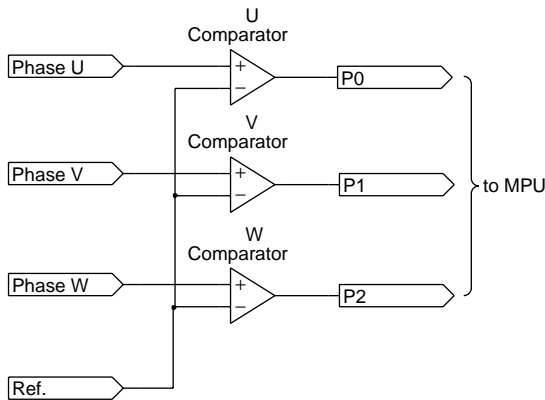 U
Comparator
Phase U
+
−
P0
V
Comparator
Phase V
+
−
P1
to MPU
W
Comparator
Phase W
+
−
P2
Ref.